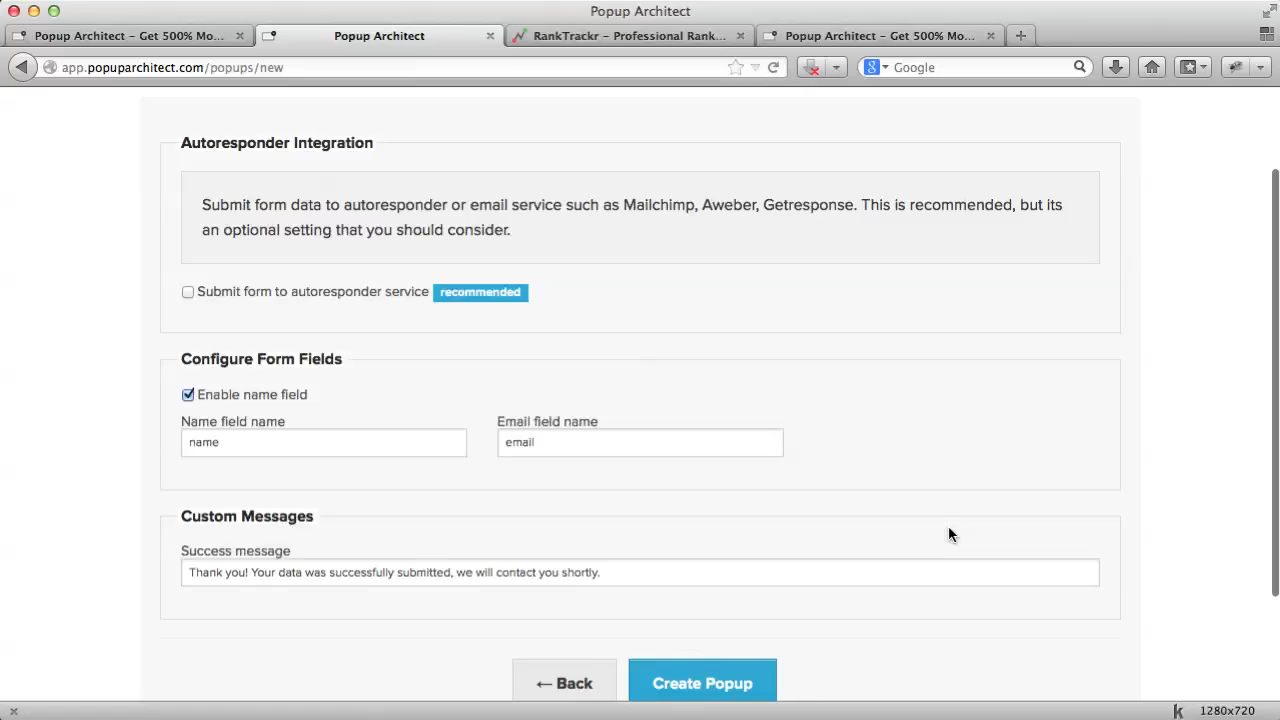 Popup Architect
Popup Architect – Get 500% Mo...
Popup Architect
RankTrackr – Professional Rank...
Popup Architect – Get 500% Mo...
app.popuparchitect.com/popups/new
Google
Autoresponder Integration
Submit form data to autoresponder or email service such as Mailchimp, Aweber, Getresponse. This is recommended, but its
an optional setting that you should consider.
Submit form to autoresponder service recommended
Configure Form Fields
Enable name field
Name field name
Email field name
name
email
Custom Messages
Success message
Thank you! Your data was successfully submitted, we will contact you shortly.
← Back
Create Popup
1280x720